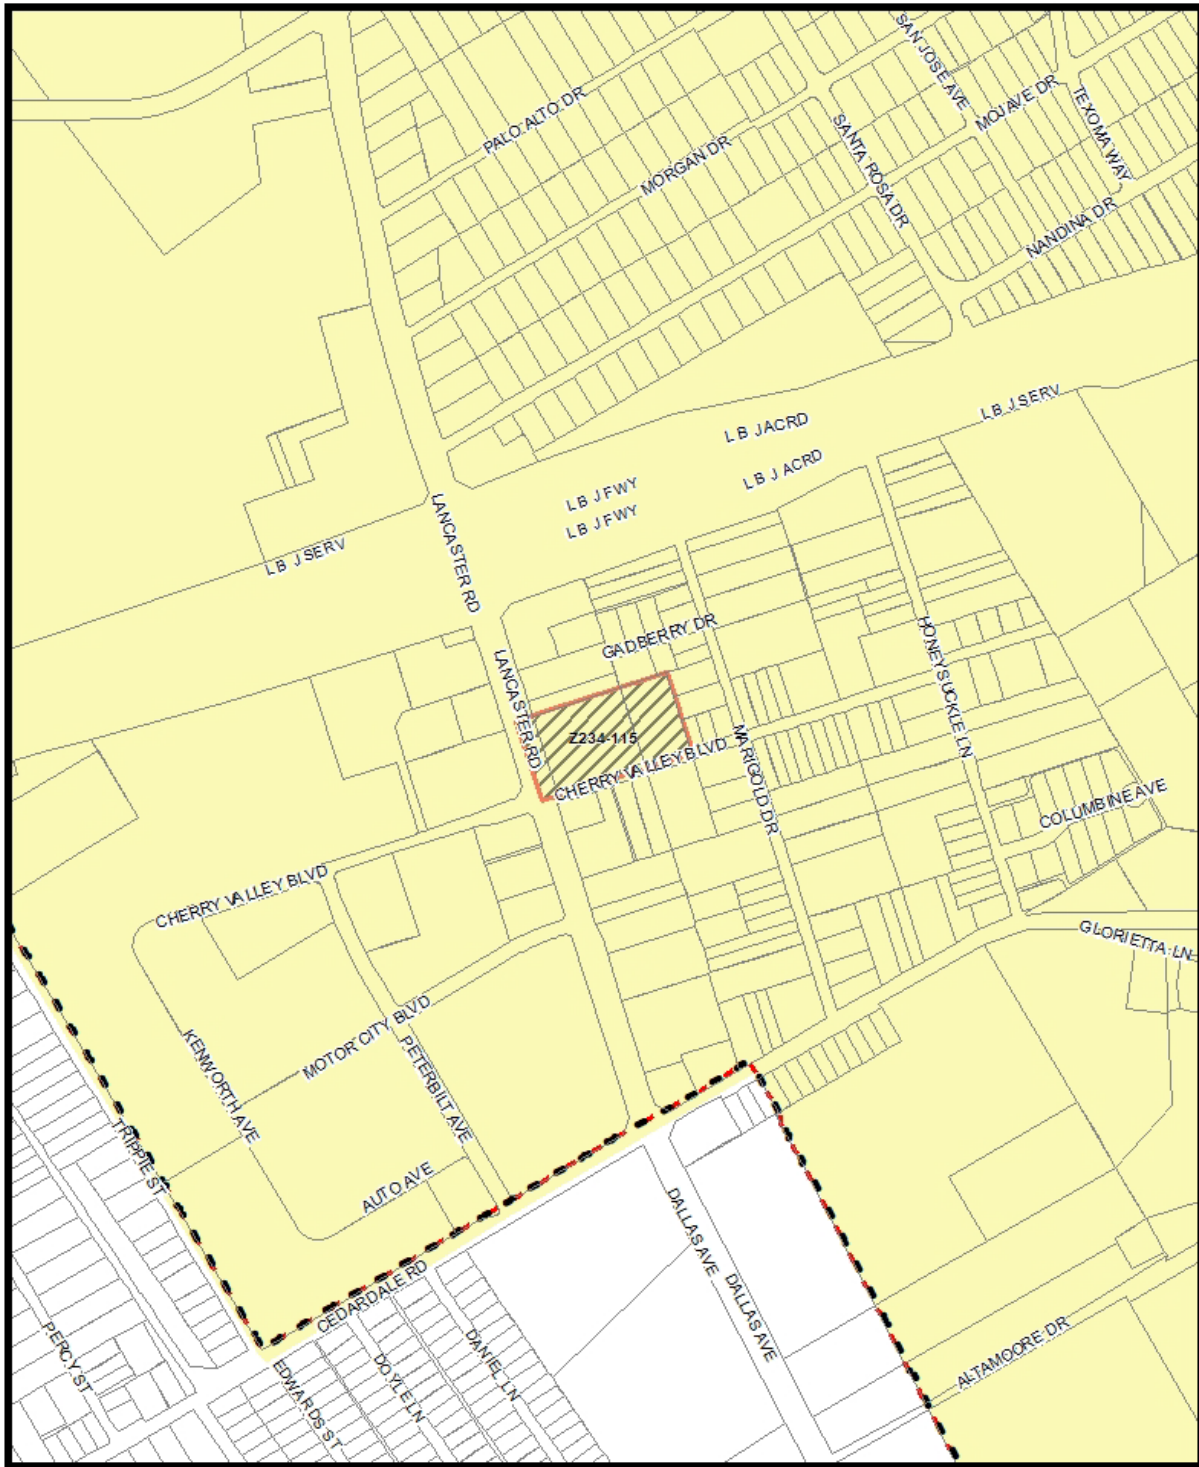 SAN JOSE AVE
PALO ALTO DR
MOJAVE DR
TEXOMA WAY
SANTA ROSA DR
MORGAN DR
NANDINA DR
L B J SERV
L B J ACRD
L B J ACRD
L B J FWY
L B J FWY
LANCASTER RD
L B J SERV
GADBERRY DR
HONEYSUCKLE LN
LANCASTER RD
Z234-115
MARIGOLD DR
CHERRY VALLEY BLVD
COLUMBINE AVE
CHERRY VALLEY BLVD
GLORIETTA LN
MOTOR CITY BLVD
KENWORTH AVE
PETERBILT AVE
TRIPPIE ST
AUTO AVE
DALLAS AVE
CEDARDALE RD
DALLAS AVE
PERCY ST
DANIEL LN
DOYLE LN
EDWARDS ST
ALTAMOORE DR